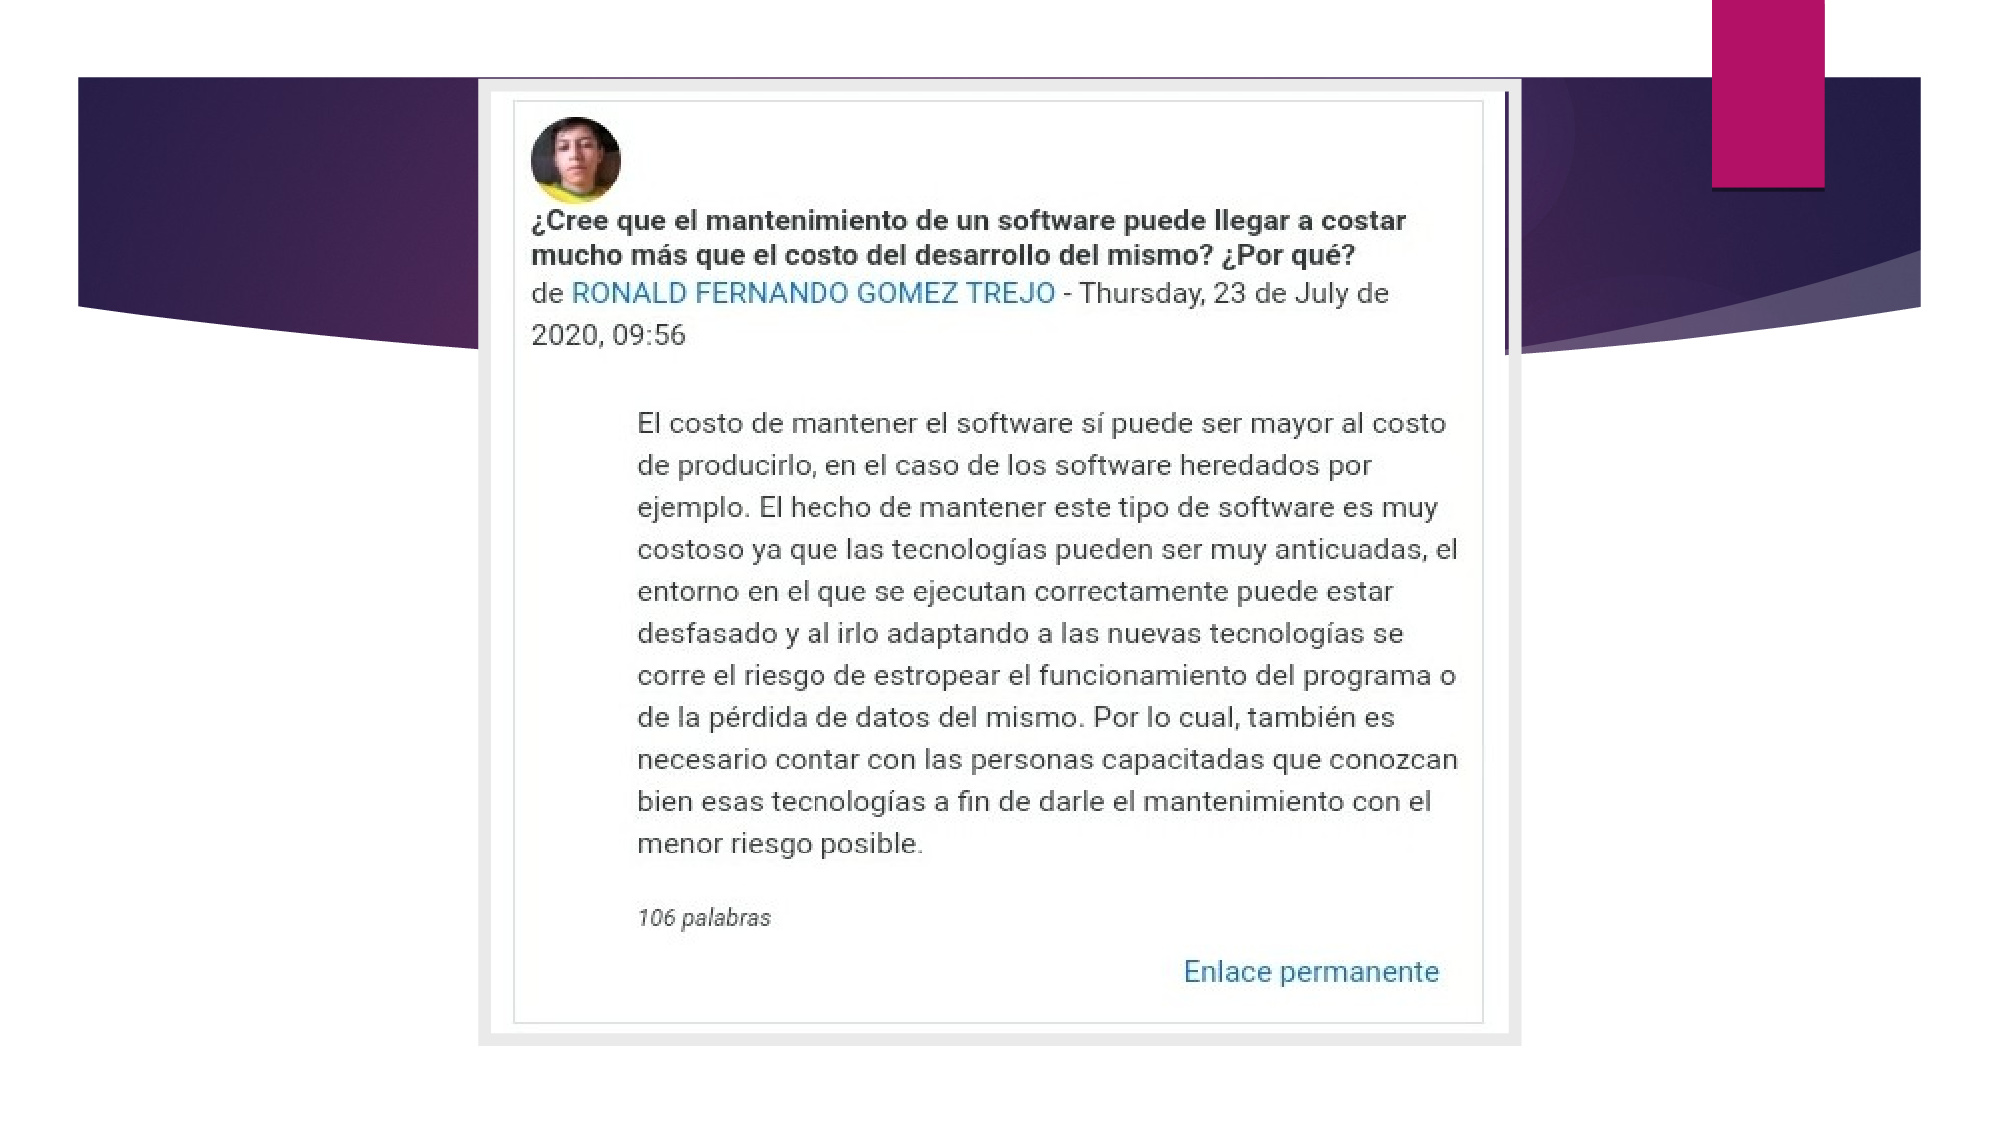 ¿Cree que el mantenimiento de un software puede llegar a costar
mucho más que el costo del desarrollo del mismo? ¿Por qué?
de RONALD FERNANDO GOMEZ TREJO - Thursday, 23 de July de
2020, 09:56
El costo de mantener el software sí puede ser mayor al costo
de producirlo, en el caso de los software heredados por
ejemplo. El hecho de mantener este tipo de software es muy
costoso ya que las tecnologías pueden ser muy anticuadas, el
entorno en el que se ejecutan correctamente puede estar
desfasado y al irlo adaptando a las nuevas tecnologías se
corre el riesgo de estropear el funcionamiento del programa o
de la pérdida de datos del mismo. Por lo cual, también es
necesario contar con las personas capacitadas que conozcan
bien esas tecnologías a fin de darle el mantenimiento con el
menor riesgo posible.
106 palabras
Enlace permanente